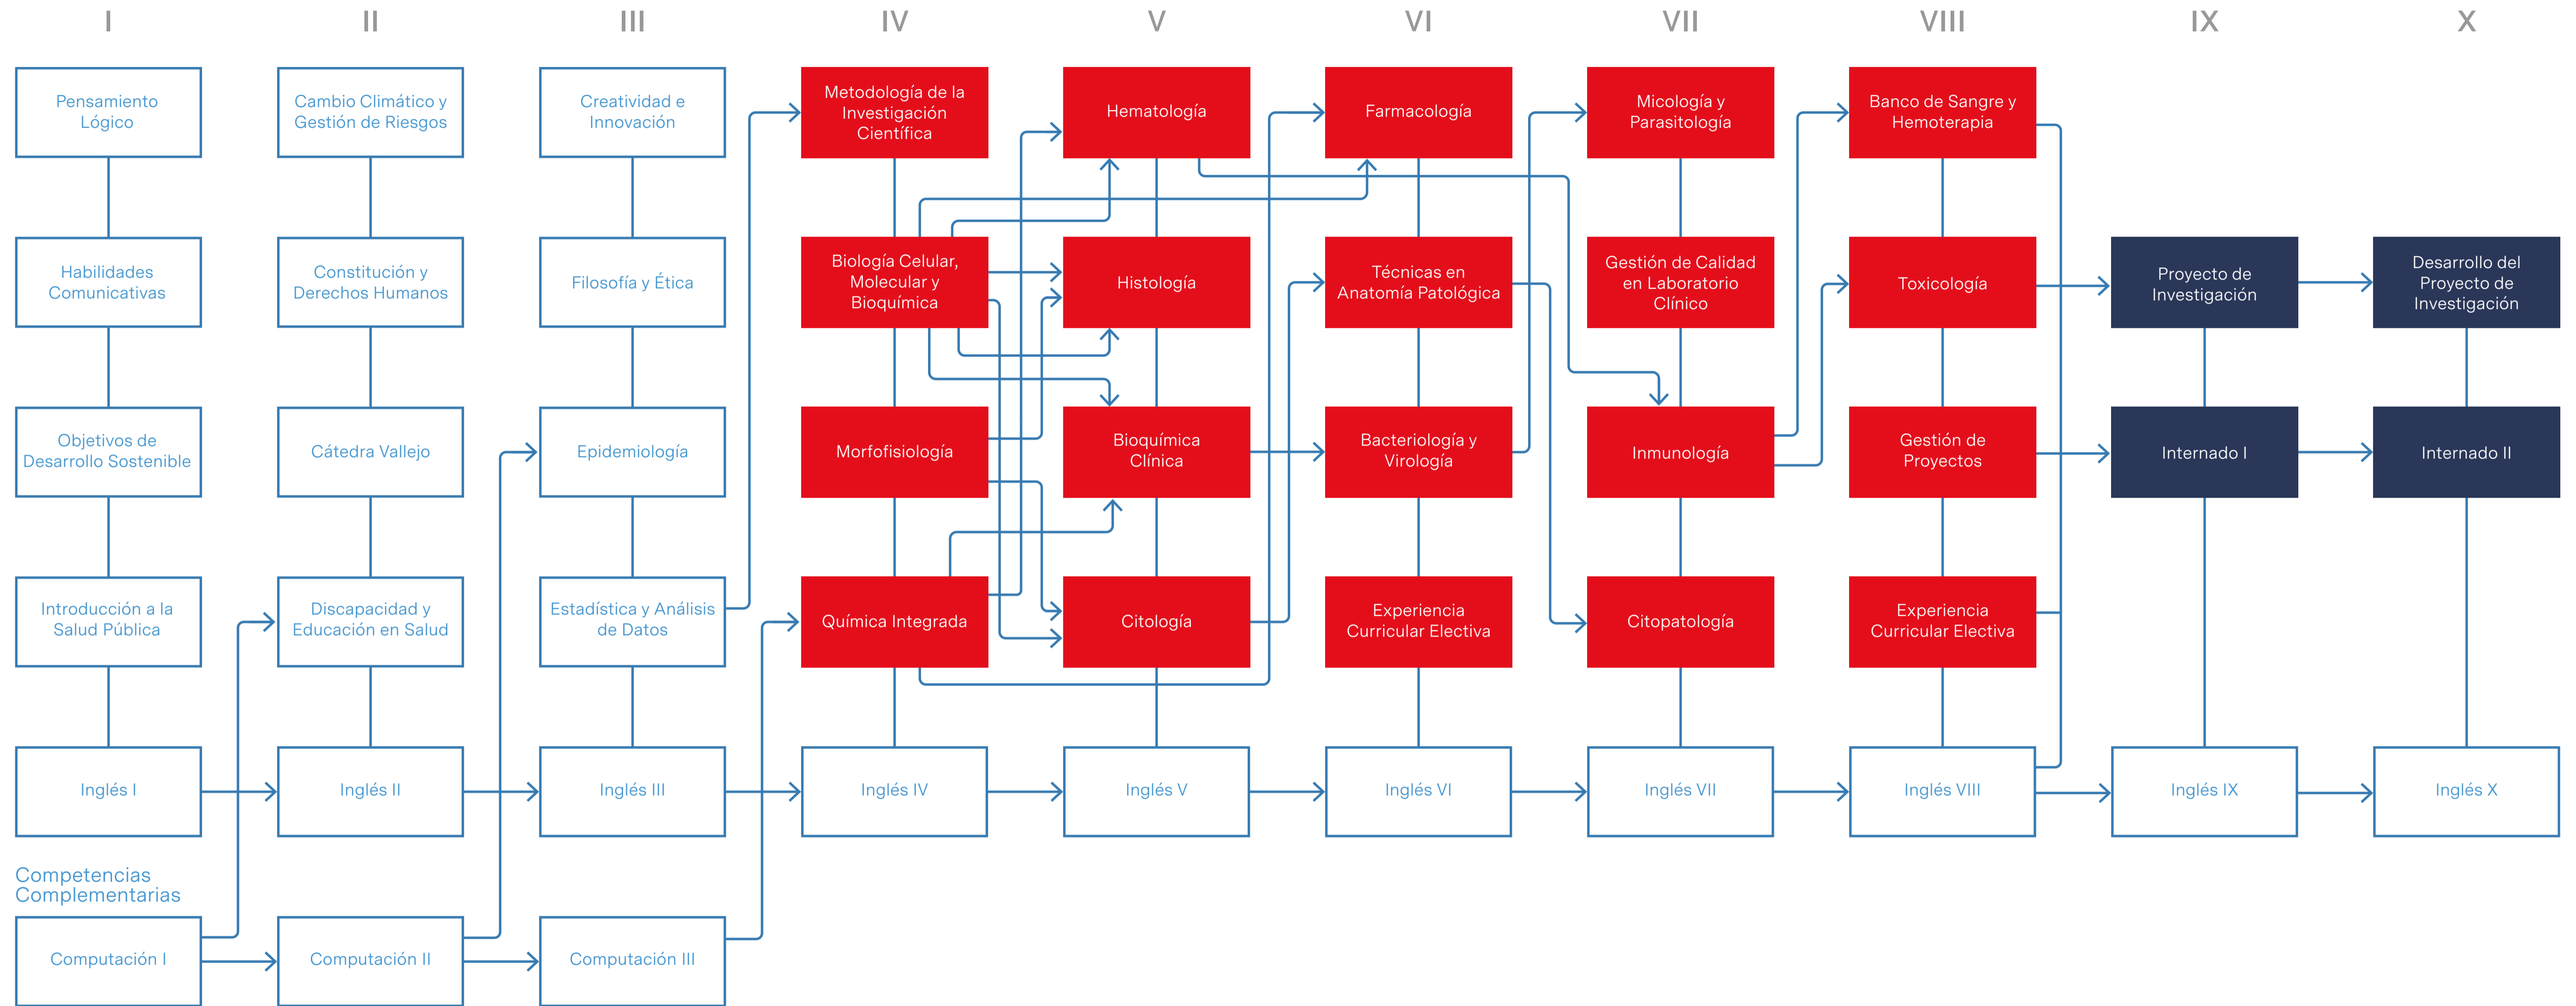 I
II
III
IV
V
VI
VII
VIII
IX
X
Pensamiento
Lógico
Cambio Climático y
Gestión de Riesgos
Creatividad e
Innovación
Metodología de la
Investigación
Científica
Hematología
Farmacología
Micología y
Parasitología
Banco de Sangre y
Hemoterapia
Habilidades
Comunicativas
Constitución y
Derechos Humanos
Filosofía y Ética
Biología Celular,
Molecular y
Bioquímica
Histología
Técnicas en
Anatomía Patológica
Gestión de Calidad
en Laboratorio
Clínico
Toxicología
Proyecto de
Investigación
Desarrollo del
Proyecto de
Investigación
Objetivos de
Desarrollo Sostenible
Cátedra Vallejo
Epidemiología
Morfofisiología
Bioquímica
Clínica
Bacteriología y
Virología
Inmunología
Gestión de
Proyectos
Internado I
Internado II
Introducción a la
Salud Pública
Discapacidad y
Educación en Salud
Estadística y Análisis
de Datos
Química Integrada
Citología
Experiencia
Curricular Electiva
Citopatología
Experiencia
Curricular Electiva
Inglés I
Inglés II
Inglés III
Inglés IV
Inglés V
Inglés VI
Inglés VII
Inglés VIII
Inglés IX
Inglés X
Competencias
Complementarias
Computación I
Computación II
Computación III